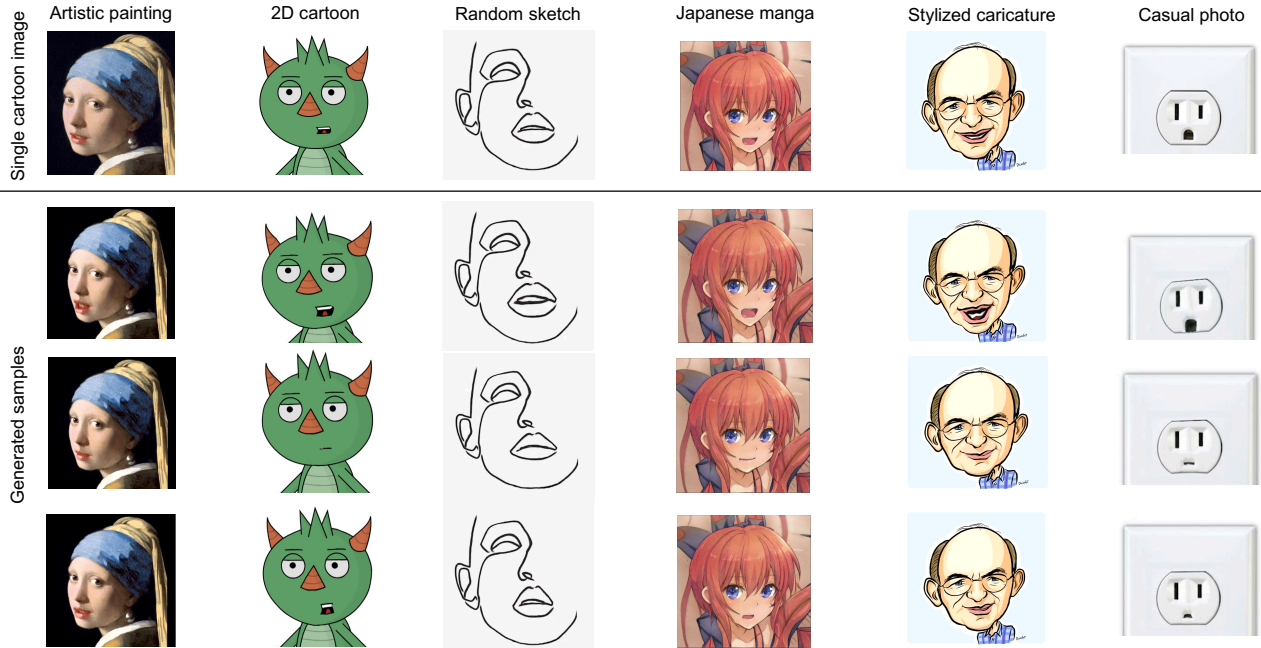 Artistic painting
2D cartoon
Random sketch
Japanese manga
Stylized caricature
Casual photo
Single cartoon image
Generated samples